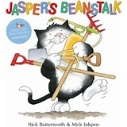 JASPER'S BEANSTALK
Nick Butterworth & Mick Inkpen